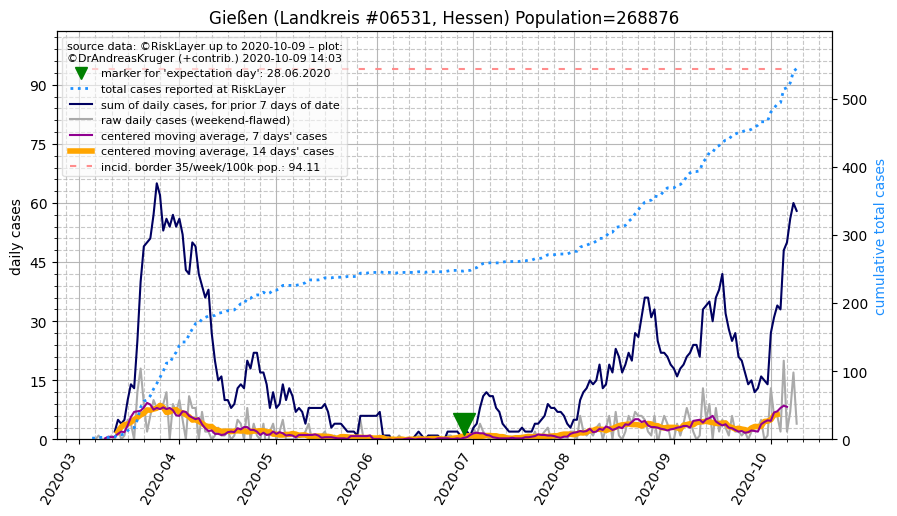 Gießen (Landkreis #06531, Hessen) Population=268876
source data: ©RiskLayer up to 2020-10-09 – plot:
©DrAndreasKruger (+contrib.) 2020-10-09 14:03
marker for 'expectation day': 28.06.2020
total cases reported at RiskLayer
sum of daily cases, for prior 7 days of date
raw daily cases (weekend-flawed)
centered moving average, 7 days' cases
centered moving average, 14 days' cases
incid. border 35/week/100k pop.: 94.11
daily cases
90
75
60
45
30
15
0
cumulative total cases
500
400
300
200
100
0
2020-03
2020-04
2020-05
2020-06
2020-07
2020-08
2020-09
2020-10